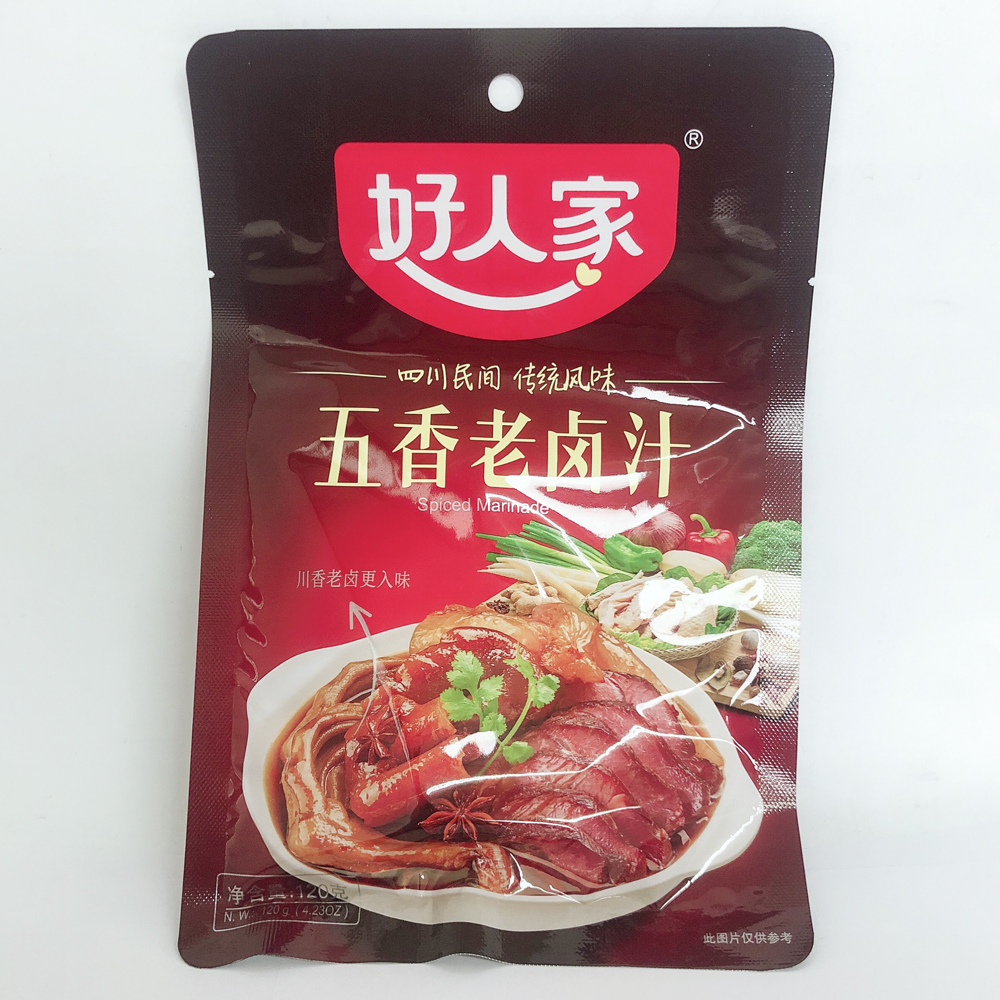 好人家
®
四川民间 传统风味
五香老卤汁
Spiced Marinade
川香老卤更入味
净含量:120克
N. W.: 120 g ( 4.23OZ )
此图片仅供参考